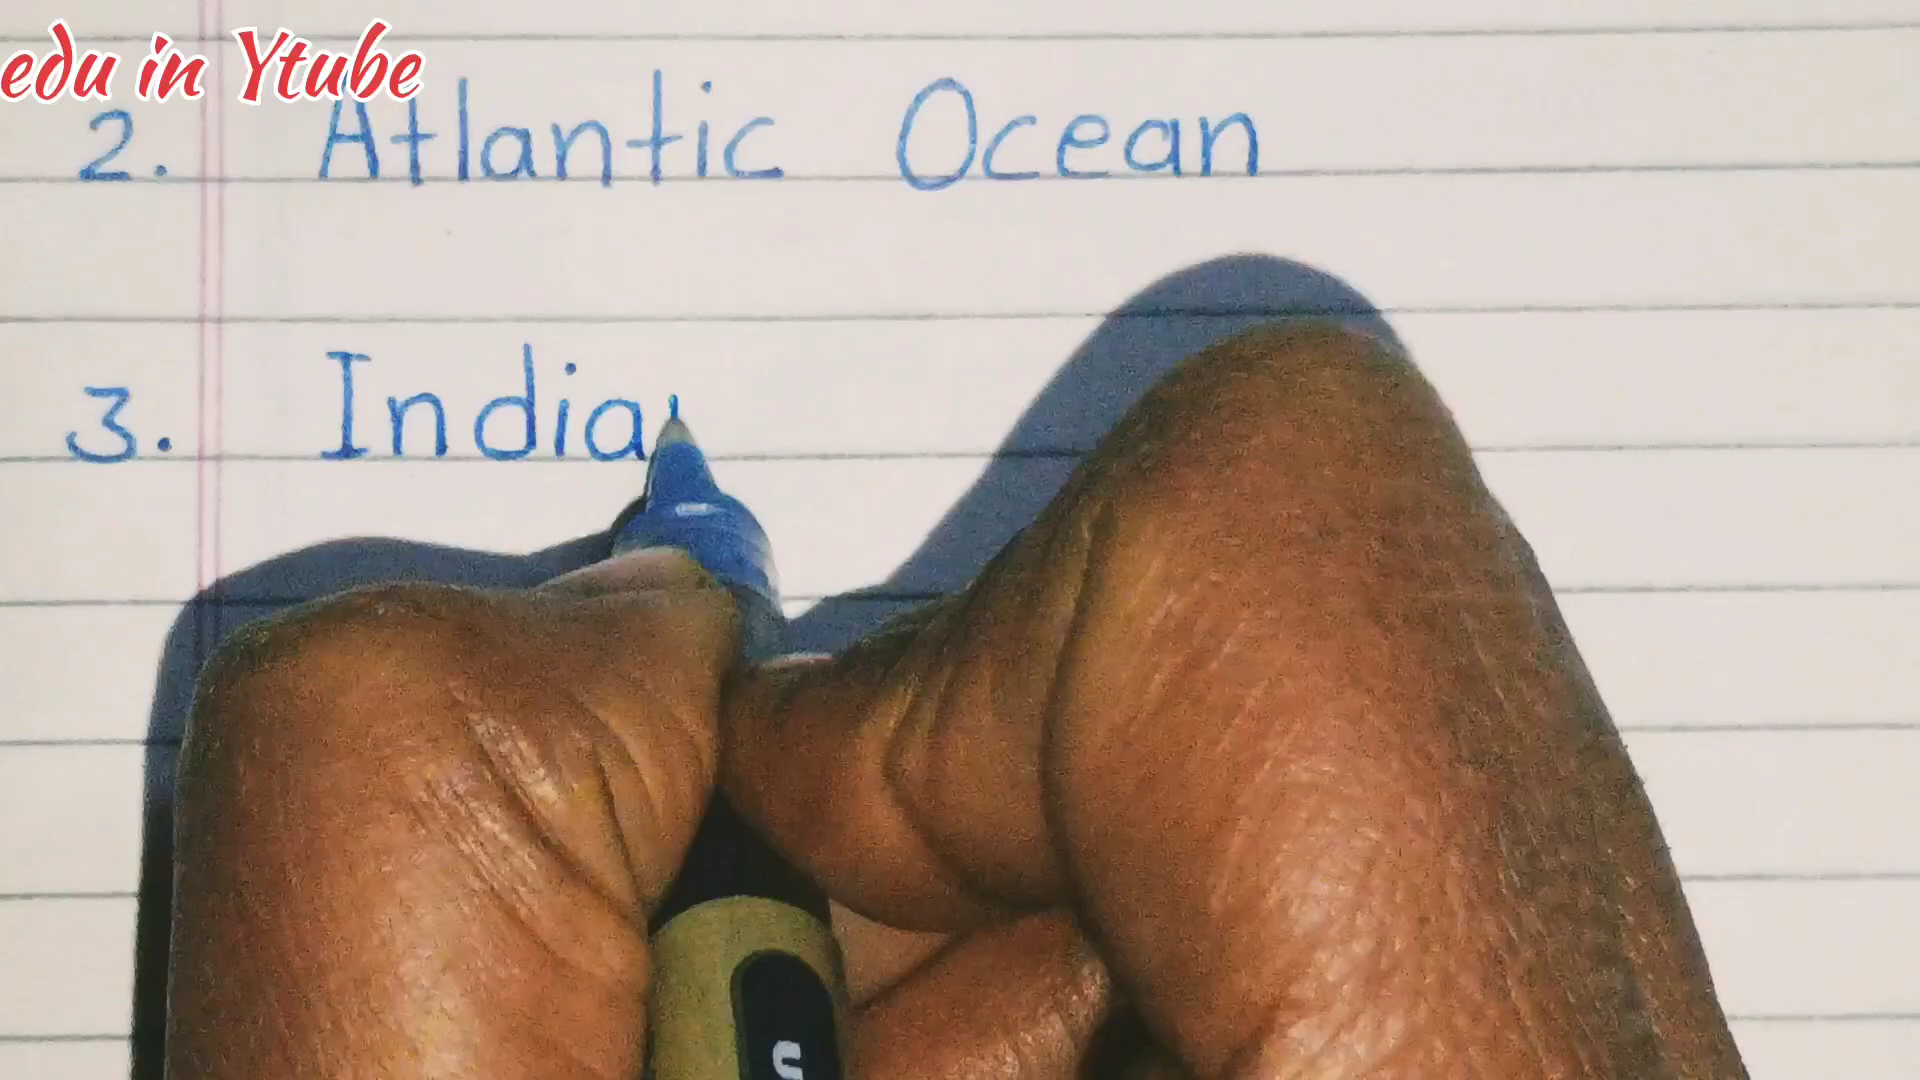 edu in Ytube
2. Atlantic Ocean
3. India